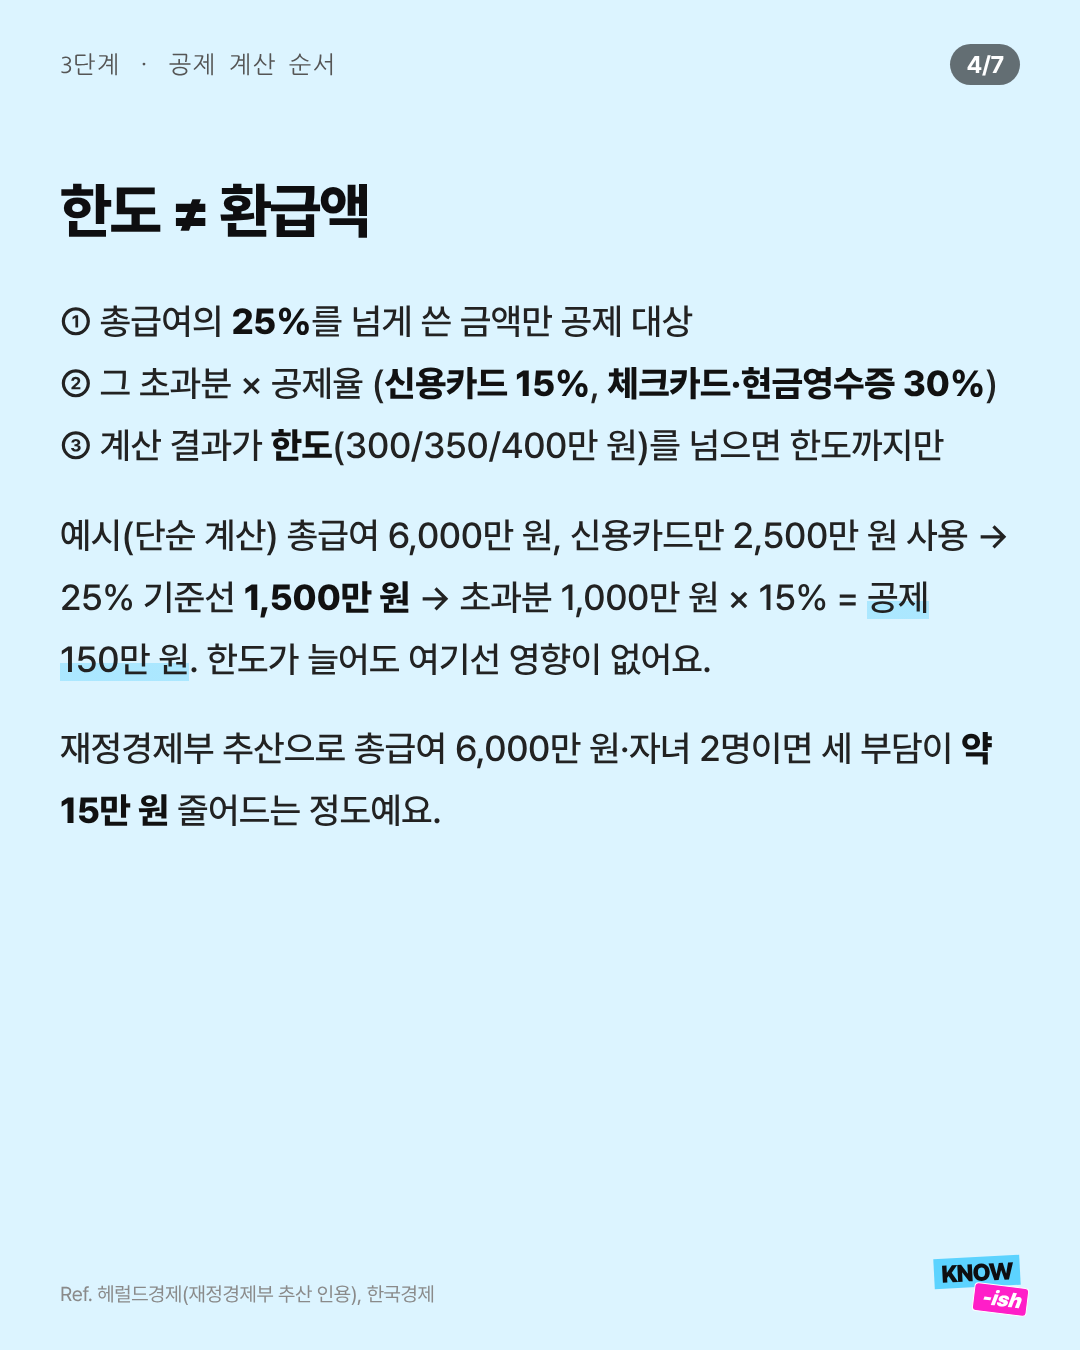 3단계 · 공제 계산 순서
4/7
한도 ≠ 환급액
① 총급여의 25%를 넘게 쓴 금액만 공제 대상
② 그 초과분 × 공제율 (신용카드 15%, 체크카드·현금영수증 30%)
③ 계산 결과가 한도(300/350/400만 원)를 넘으면 한도까지만
예시(단순 계산) 총급여 6,000만 원, 신용카드만 2,500만 원 사용 →
25% 기준선 1,500만 원 → 초과분 1,000만 원 × 15% = 공제
150만 원. 한도가 늘어도 여기선 영향이 없어요.
재정경제부 추산으로 총급여 6,000만 원·자녀 2명이면 세 부담이 약
15만 원 줄어드는 정도예요.
Ref. 헤럴드경제(재정경제부 추산 인용), 한국경제
KNOW
-ish